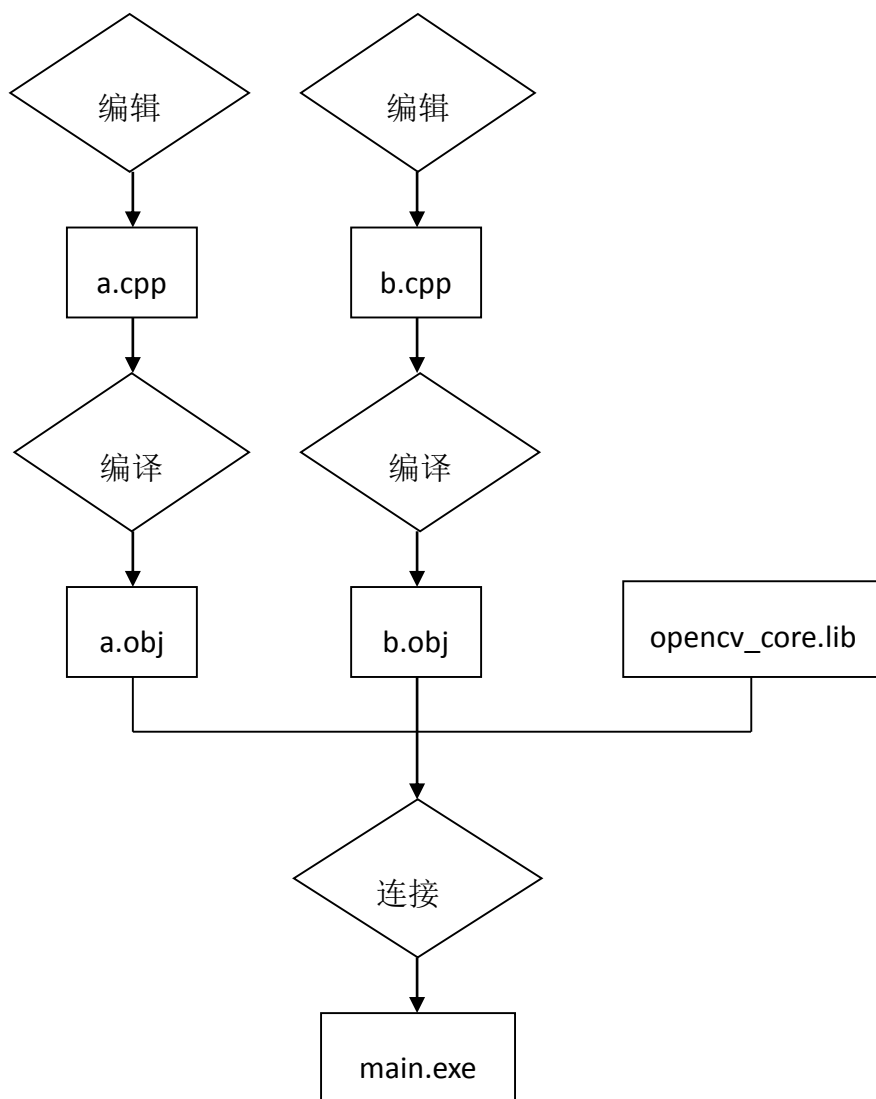 编辑
编辑
a.cpp
b.cpp
编译
编译
a.obj
b.obj
opencv_core.lib
连接
main.exe